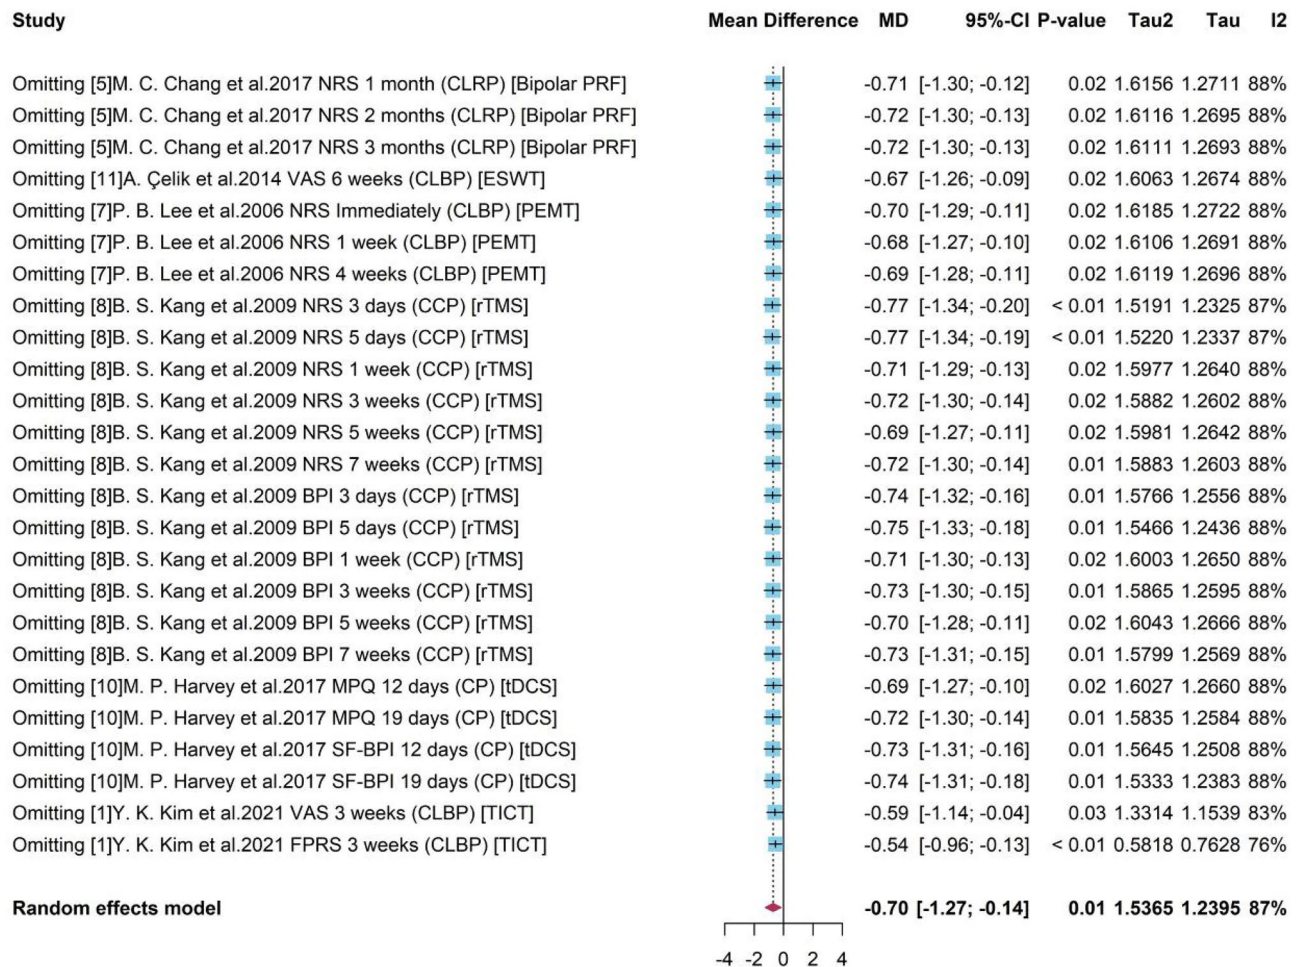 Study Mean Difference MD 95%-CI P-value Tau2 Tau I2
Omitting [5]M. C. Chang et al.2017 NRS 1 month (CLRP) [Bipolar PRF] -0.71 [-1.30; -0.12] 0.02 1.6156 1.2711 88%
Omitting [5]M. C. Chang et al.2017 NRS 2 months (CLRP) [Bipolar PRF] -0.72 [-1.30; -0.13] 0.02 1.6116 1.2695 88%
Omitting [5]M. C. Chang et al.2017 NRS 3 months (CLRP) [Bipolar PRF] -0.72 [-1.30; -0.13] 0.02 1.6111 1.2693 88%
Omitting [11]A. Çelik et al.2014 VAS 6 weeks (CLBP) [ESWT] -0.67 [-1.26; -0.09] 0.02 1.6063 1.2674 88%
Omitting [7]P. B. Lee et al.2006 NRS Immediately (CLBP) [PEMT] -0.70 [-1.29; -0.11] 0.02 1.6185 1.2722 88%
Omitting [7]P. B. Lee et al.2006 NRS 1 week (CLBP) [PEMT] -0.68 [-1.27; -0.10] 0.02 1.6106 1.2691 88%
Omitting [7]P. B. Lee et al.2006 NRS 4 weeks (CLBP) [PEMT] -0.69 [-1.28; -0.11] 0.02 1.6119 1.2696 88%
Omitting [8]B. S. Kang et al.2009 NRS 3 days (CCP) [rTMS] -0.77 [-1.34; -0.20] < 0.01 1.5191 1.2325 87%
Omitting [8]B. S. Kang et al.2009 NRS 5 days (CCP) [rTMS] -0.77 [-1.34; -0.19] < 0.01 1.5220 1.2337 87%
Omitting [8]B. S. Kang et al.2009 NRS 1 week (CCP) [rTMS] -0.71 [-1.29; -0.13] 0.02 1.5977 1.2640 88%
Omitting [8]B. S. Kang et al.2009 NRS 3 weeks (CCP) [rTMS] -0.72 [-1.30; -0.14] 0.02 1.5882 1.2602 88%
Omitting [8]B. S. Kang et al.2009 NRS 5 weeks (CCP) [rTMS] -0.69 [-1.27; -0.11] 0.02 1.5981 1.2642 88%
Omitting [8]B. S. Kang et al.2009 NRS 7 weeks (CCP) [rTMS] -0.72 [-1.30; -0.14] 0.01 1.5883 1.2603 88%
Omitting [8]B. S. Kang et al.2009 BPI 3 days (CCP) [rTMS] -0.74 [-1.32; -0.16] 0.01 1.5766 1.2556 88%
Omitting [8]B. S. Kang et al.2009 BPI 5 days (CCP) [rTMS] -0.75 [-1.33; -0.18] 0.01 1.5466 1.2436 88%
Omitting [8]B. S. Kang et al.2009 BPI 1 week (CCP) [rTMS] -0.71 [-1.30; -0.13] 0.02 1.6003 1.2650 88%
Omitting [8]B. S. Kang et al.2009 BPI 3 weeks (CCP) [rTMS] -0.73 [-1.30; -0.15] 0.01 1.5865 1.2595 88%
Omitting [8]B. S. Kang et al.2009 BPI 5 weeks (CCP) [rTMS] -0.70 [-1.28; -0.11] 0.02 1.6043 1.2666 88%
Omitting [8]B. S. Kang et al.2009 BPI 7 weeks (CCP) [rTMS] -0.73 [-1.31; -0.15] 0.01 1.5799 1.2569 88%
Omitting [10]M. P. Harvey et al.2017 MPQ 12 days (CP) [tDCS] -0.69 [-1.27; -0.10] 0.02 1.6027 1.2660 88%
Omitting [10]M. P. Harvey et al.2017 MPQ 19 days (CP) [tDCS] -0.72 [-1.30; -0.14] 0.01 1.5835 1.2584 88%
Omitting [10]M. P. Harvey et al.2017 SF-BPI 12 days (CP) [tDCS] -0.73 [-1.31; -0.16] 0.01 1.5645 1.2508 88%
Omitting [10]M. P. Harvey et al.2017 SF-BPI 19 days (CP) [tDCS] -0.74 [-1.31; -0.18] 0.01 1.5333 1.2383 88%
Omitting [1]Y. K. Kim et al.2021 VAS 3 weeks (CLBP) [TICT] -0.59 [-1.14; -0.04] 0.03 1.3314 1.1539 83%
Omitting [1]Y. K. Kim et al.2021 FPRS 3 weeks (CLBP) [TICT] -0.54 [-0.96; -0.13] < 0.01 0.5818 0.7628 76%
Random effects model -0.70 [-1.27; -0.14] 0.01 1.5365 1.2395 87%
-4 -2 0 2 4